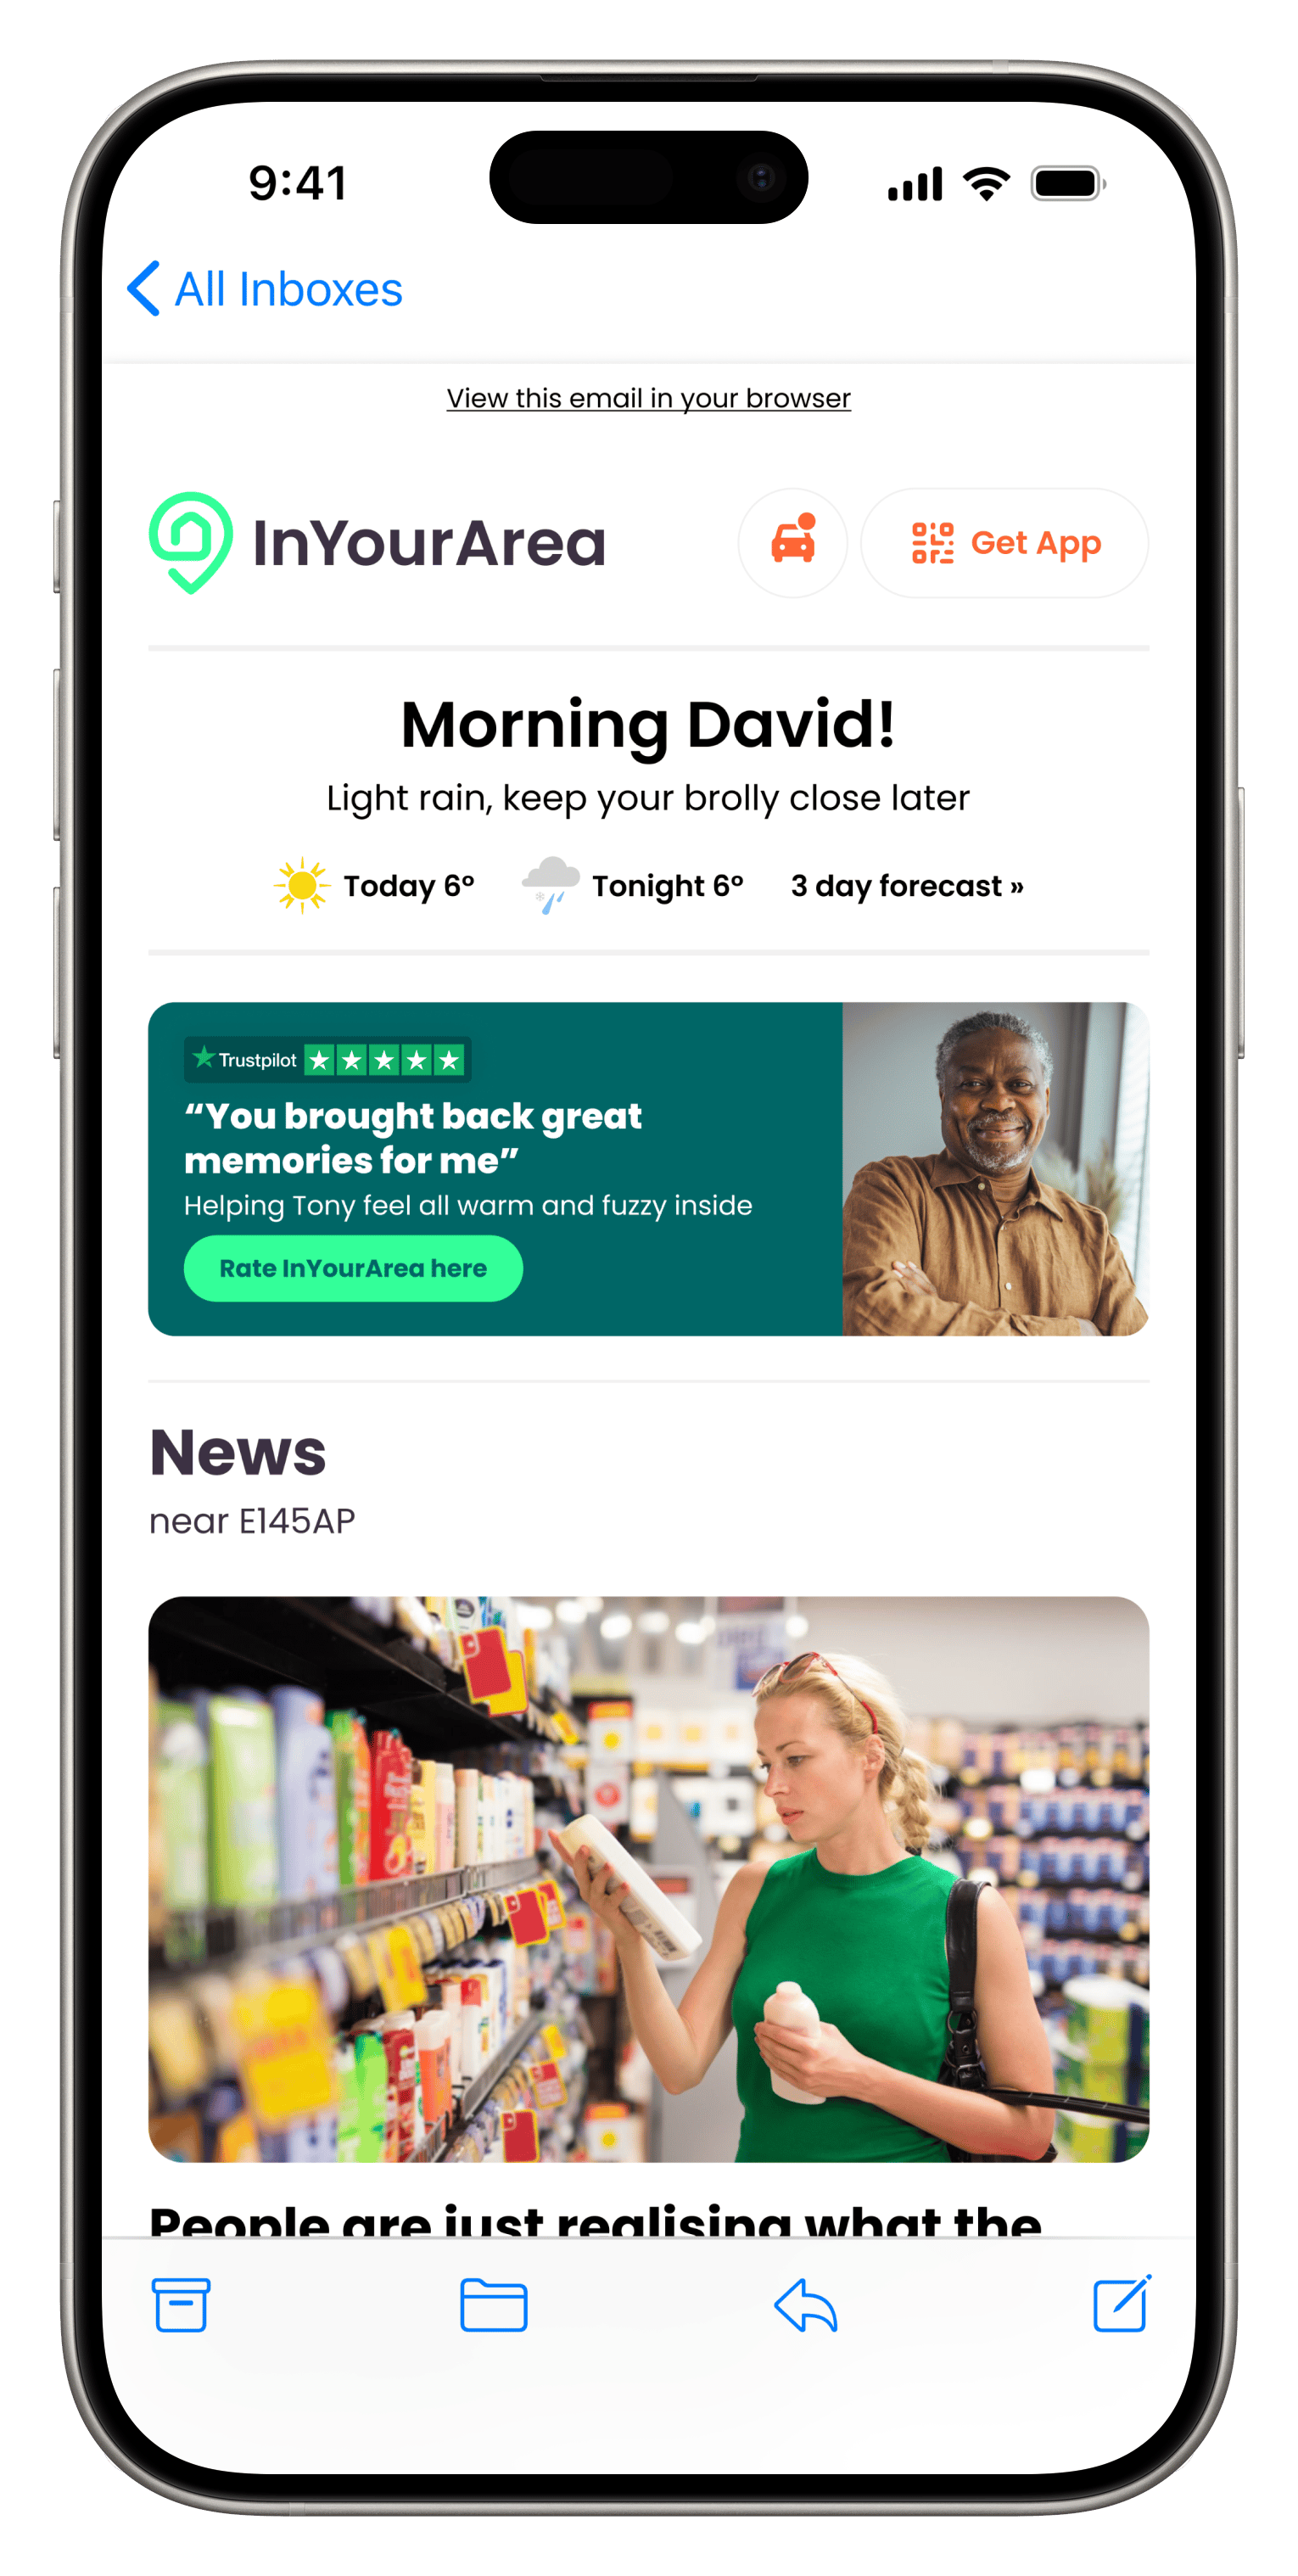 9:41
All Inboxes
View this email in your browser
InYourArea
Get App
Morning David!
Light rain, keep your brolly close later
Today 6°
Tonight 6°
3 day forecast »
Trustpilot
“You brought back great
memories for me”
Helping Tony feel all warm and fuzzy inside
Rate InYourArea here
News
near E145AP
People are just realising what the